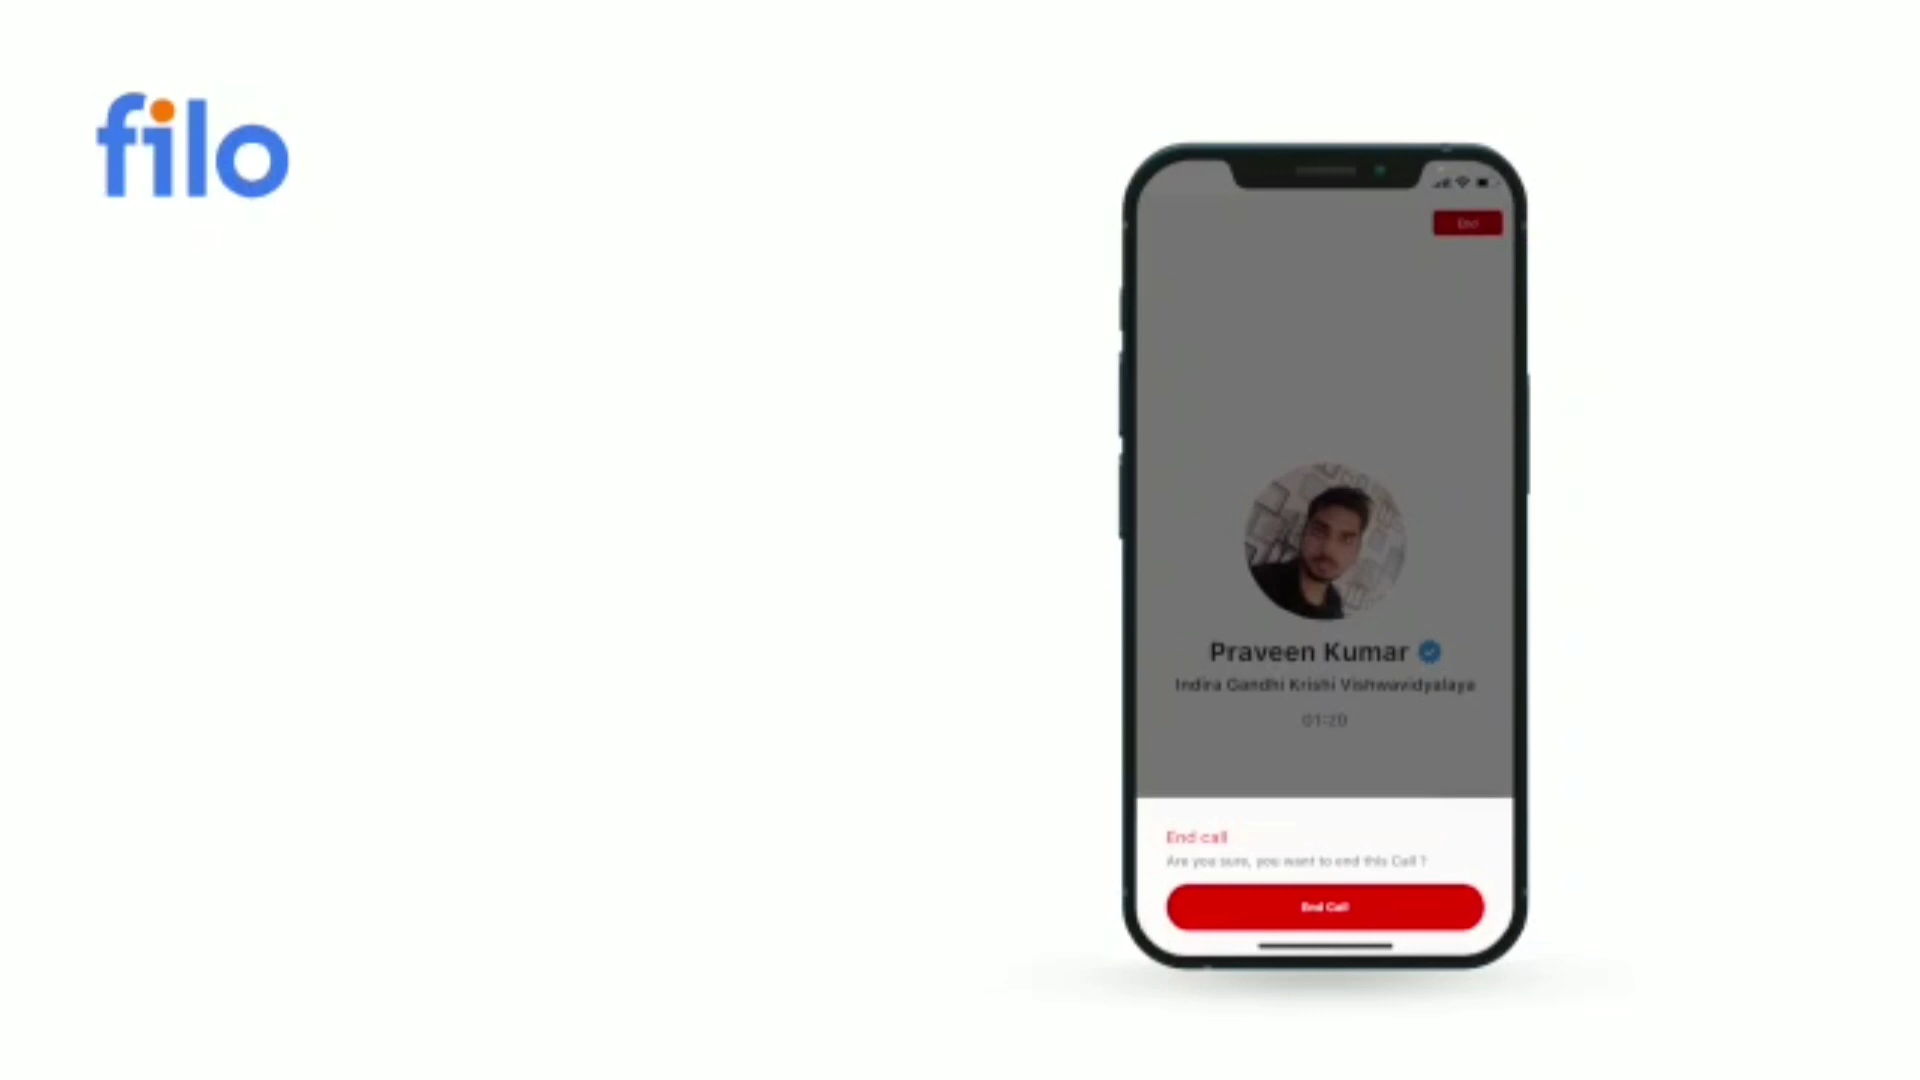 filo
End
Praveen Kumar
Indira Gandhi Krishi Vishwavidyalaya
01:20
End call
Are you sure, you want to end this Call ?
End Call